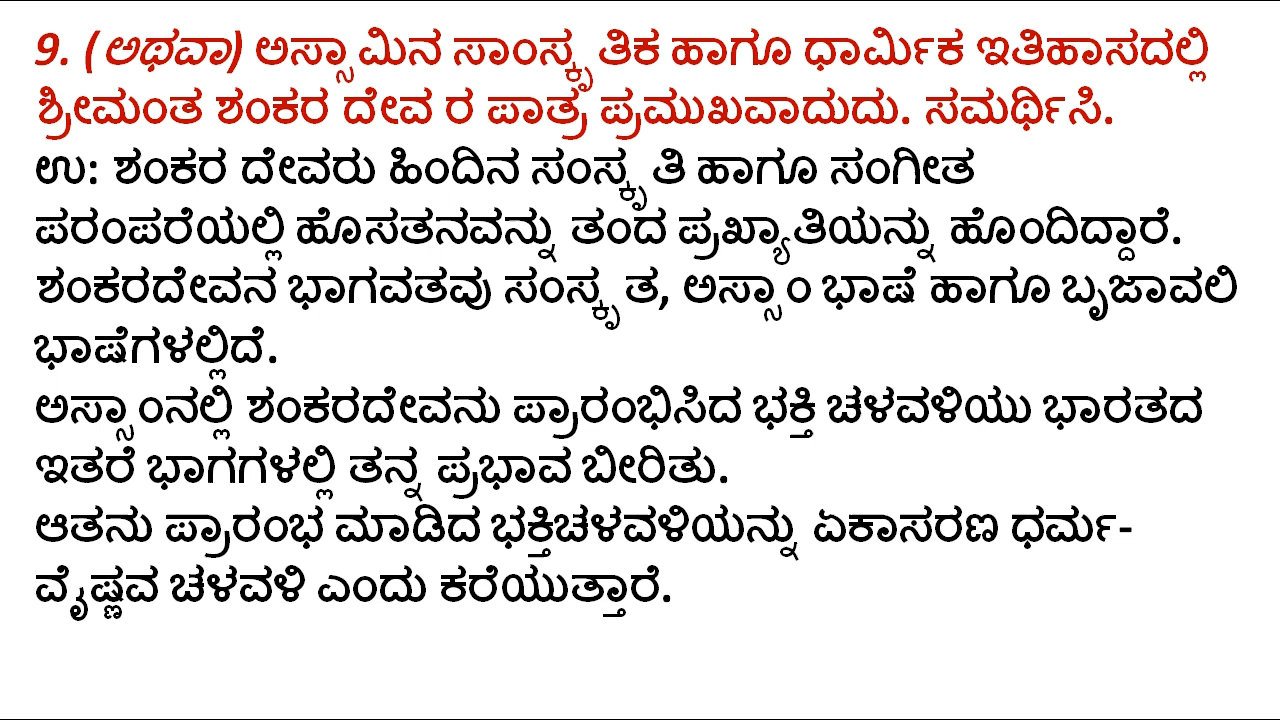 9. (ಅಥವಾ) ಅಸ್ಸಾಮಿನ ಸಾಂಸ್ಕೃತಿಕ ಹಾಗೂ ಧಾರ್ಮಿಕ ಇತಿಹಾಸದಲ್ಲಿ
ಶ್ರೀಮಂತ ಶಂಕರ ದೇವ ರ ಪಾತ್ರ ಪ್ರಮುಖವಾದುದು. ಸಮರ್ಥಿಸಿ.
ಉ: ಶಂಕರ ದೇವರು ಹಿಂದಿನ ಸಂಸ್ಕೃತಿ ಹಾಗೂ ಸಂಗೀತ
ಪರಂಪರೆಯಲ್ಲಿ ಹೊಸತನವನ್ನು ತಂದ ಪ್ರಖ್ಯಾತಿಯನ್ನು ಹೊಂದಿದ್ದಾರೆ.
ಶಂಕರದೇವನ ಭಾಗವತವು ಸಂಸ್ಕೃತ, ಅಸ್ಸಾಂ ಭಾಷೆ ಹಾಗೂ ಬೃಜಾವಲಿ
ಭಾಷೆಗಳಲ್ಲಿದೆ.
ಅಸ್ಸಾಂನಲ್ಲಿ ಶಂಕರದೇವನು ಪ್ರಾರಂಭಿಸಿದ ಭಕ್ತಿ ಚಳವಳಿಯು ಭಾರತದ
ಇತರೆ ಭಾಗಗಳಲ್ಲಿ ತನ್ನ ಪ್ರಭಾವ ಬೀರಿತು.
ಆತನು ಪ್ರಾರಂಭ ಮಾಡಿದ ಭಕ್ತಿಚಳವಳಿಯನ್ನು ಏಕಾಸರಣ ಧರ್ಮ-
ವೈಷ್ಣವ ಚಳವಳಿ ಎಂದು ಕರೆಯುತ್ತಾರೆ.